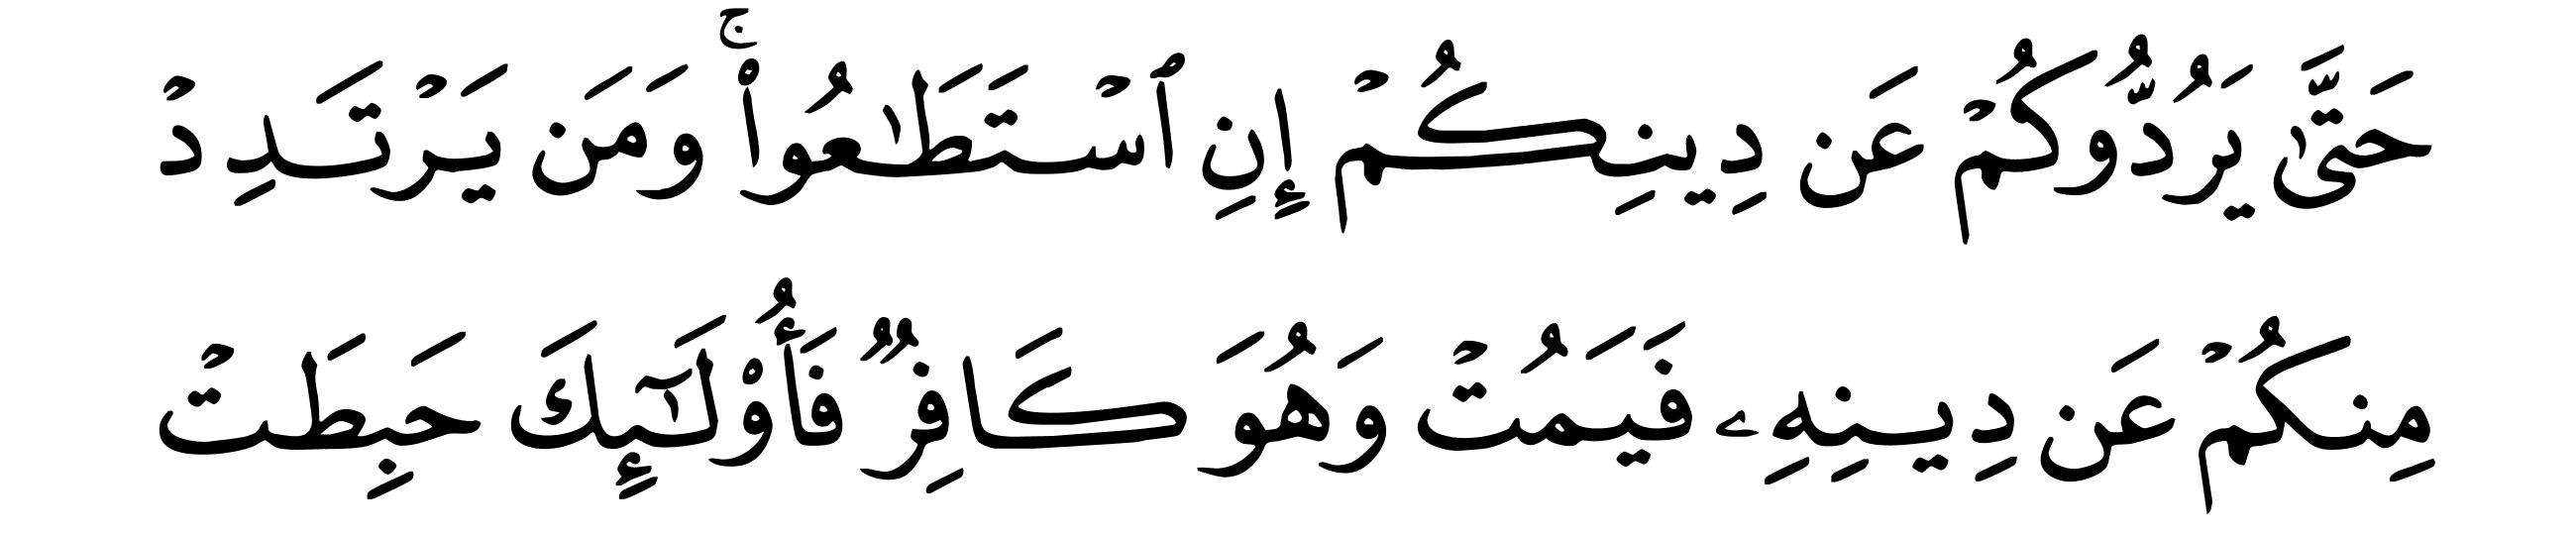 حَتَّىٰ يَرُدُّوكُمْ عَن دِينِكُمْ إِنِ ٱسْتَطَـٰعُوا۟ ۚ وَمَن يَرْتَدِدْ
مِنكُمْ عَن دِينِهِۦ فَيَمُتْ وَهُوَ كَافِرٌ فَأُو۟لَـٰٓئِكَ حَبِطَتْ